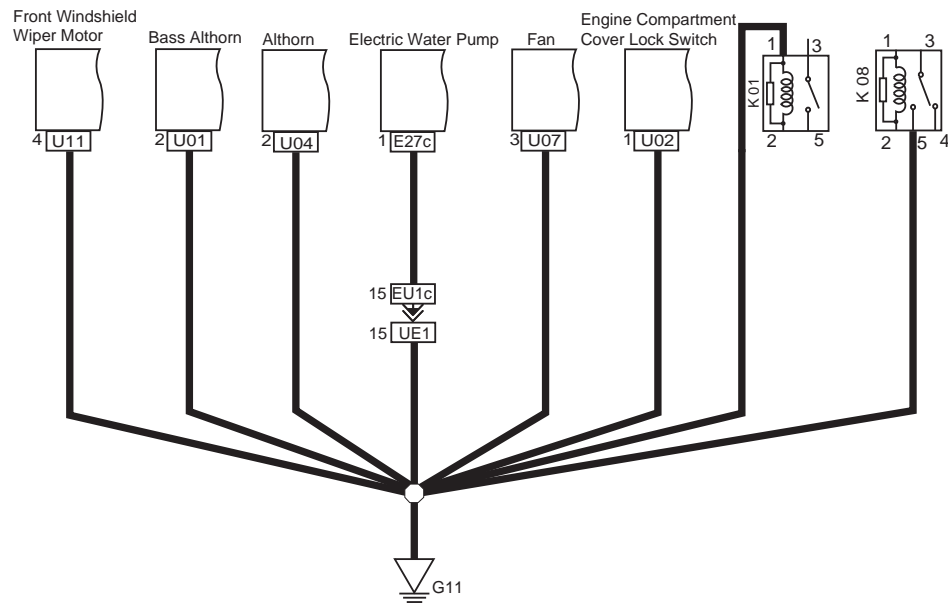 Front Windshield
Wiper Motor
Bass Althorn
Althorn
Electric Water Pump
Fan
Engine Compartment
Cover Lock Switch
1 3
K 01
2 5
1 3
K 08
2 5 4
4 U11
2 U01
2 U04
1 E27c
3 U07
1 U02
15 EU1c
15 UE1
G11